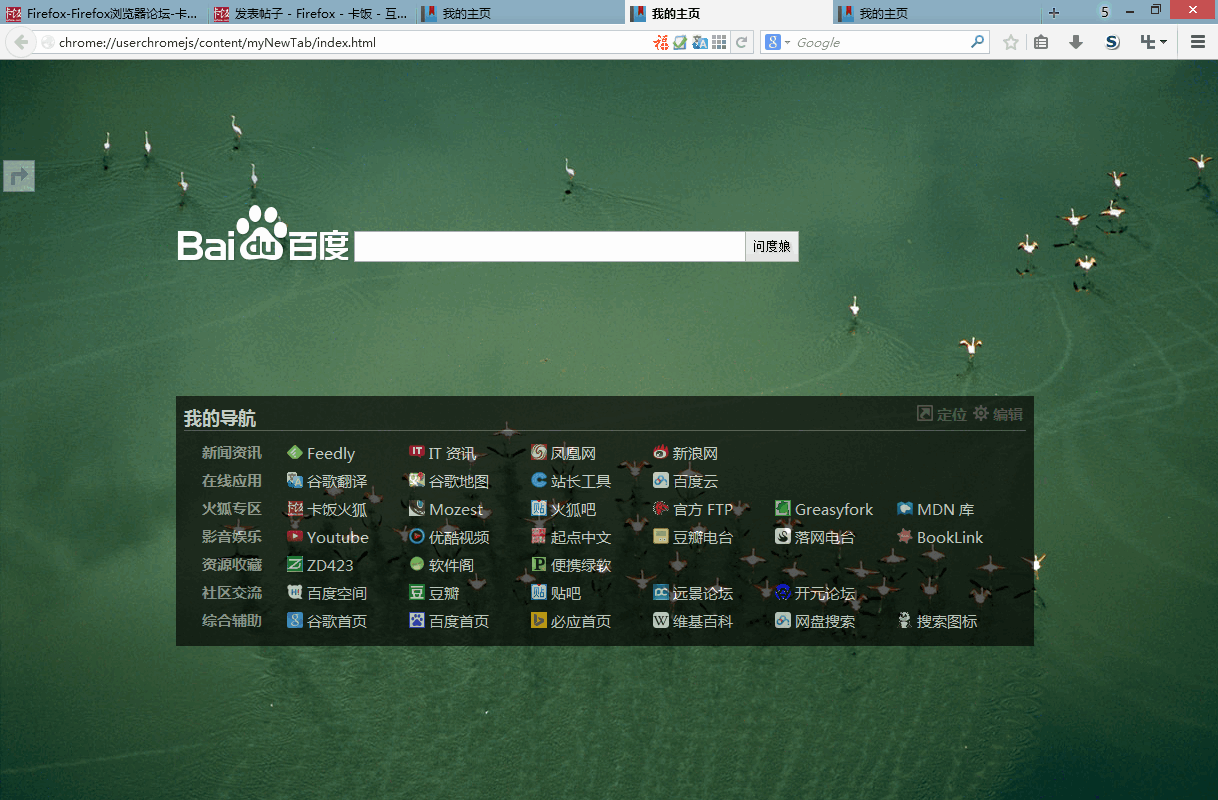 Firefox-Firefox浏览器论坛-卡... 发表帖子 - Firefox - 卡饭 - 互... 我的主页 我的主页 我的主页 5
chrome://userchromejs/content/myNewTab/index.html Google
Bai du 百度 问度娘
我的导航 定位 编辑
新闻资讯 Feedly IT 资讯 凤凰网 新浪网
在线应用 谷歌翻译 谷歌地图 站长工具 百度云
火狐专区 卡饭火狐 Mozest 火狐吧 官方 FTP Greasyfork MDN 库
影音娱乐 Youtube 优酷视频 起点中文 豆瓣电台 落网电台 BookLink
资源收藏 ZD423 软件阁 便携绿软
社区交流 百度空间 豆瓣 贴吧 远景论坛 开元论坛
综合辅助 谷歌首页 百度首页 必应首页 维基百科 网盘搜索 搜索图标